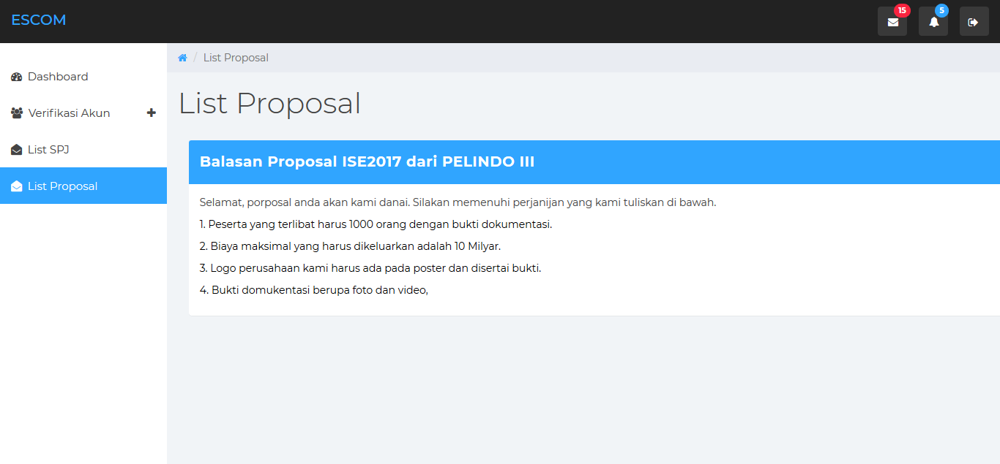 ESCOM
15
5
Dashboard
Verifikasi Akun
List SPJ
List Proposal
/ List Proposal
List Proposal
Balasan Proposal ISE2017 dari PELINDO III
Selamat, porposal anda akan kami danai. Silakan memenuhi perjanijan yang kami tuliskan di bawah.
1. Peserta yang terlibat harus 1000 orang dengan bukti dokumentasi.
2. Biaya maksimal yang harus dikeluarkan adalah 10 Milyar.
3. Logo perusahaan kami harus ada pada poster dan disertai bukti.
4. Bukti domukentasi berupa foto dan video,